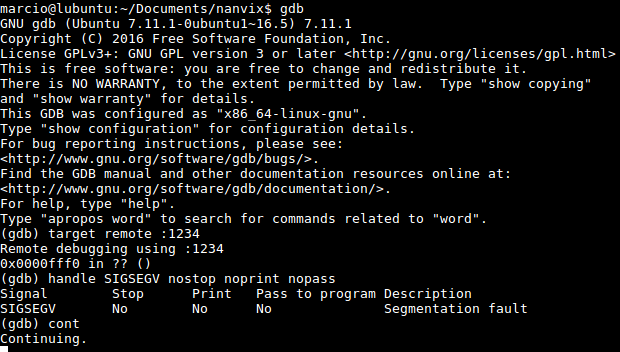 marcio@lubuntu:~/Documents/nanvix$ gdb
GNU gdb (Ubuntu 7.11.1-0ubuntu1~16.5) 7.11.1
Copyright (C) 2016 Free Software Foundation, Inc.
License GPLv3+: GNU GPL version 3 or later <http://gnu.org/licenses/gpl.html>
This is free software: you are free to change and redistribute it.
There is NO WARRANTY, to the extent permitted by law.  Type "show copying"
and "show warranty" for details.
This GDB was configured as "x86_64-linux-gnu".
Type "show configuration" for configuration details.
For bug reporting instructions, please see:
<http://www.gnu.org/software/gdb/bugs/>.
Find the GDB manual and other documentation resources online at:
<http://www.gnu.org/software/gdb/documentation/>.
For help, type "help".
Type "apropos word" to search for commands related to "word".
(gdb) target remote :1234
Remote debugging using :1234
0x0000fff0 in ?? ()
(gdb) handle SIGSEGV nostop noprint nopass
Signal        Stop      Print   Pass to program Description
SIGSEGV       No        No      No              Segmentation fault
(gdb) cont
Continuing.